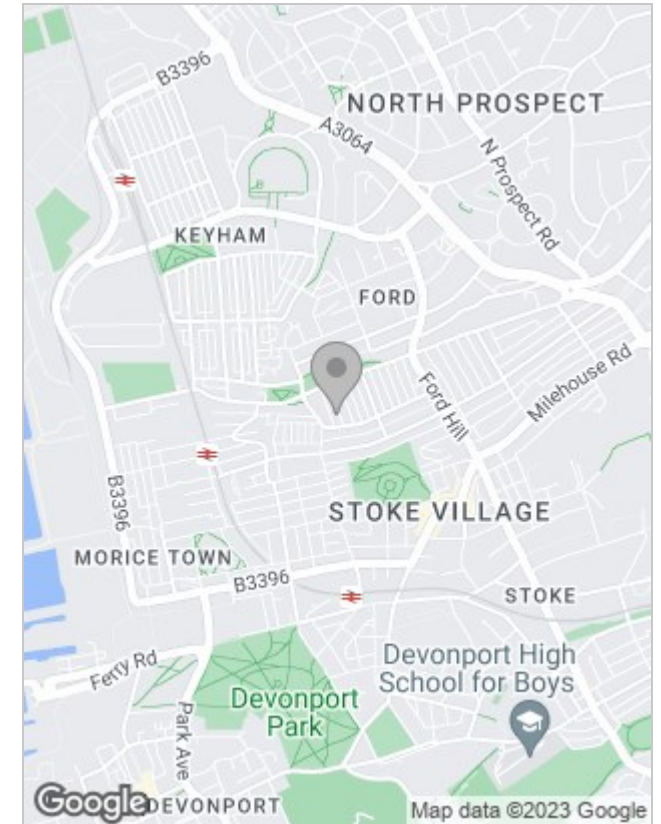 B3396
NORTH PROSPECT
A3064
N Prospect Rd
KEYHAM
FORD
Milehouse Rd
Ford Hill
B3396
STOKE VILLAGE
MORICE TOWN
B3396
STOKE
Ferry Rd
Devonport High
School for Boys
Devonport
Park
Park Ave
Google
DEVONPORT
Map data ©2023 Google